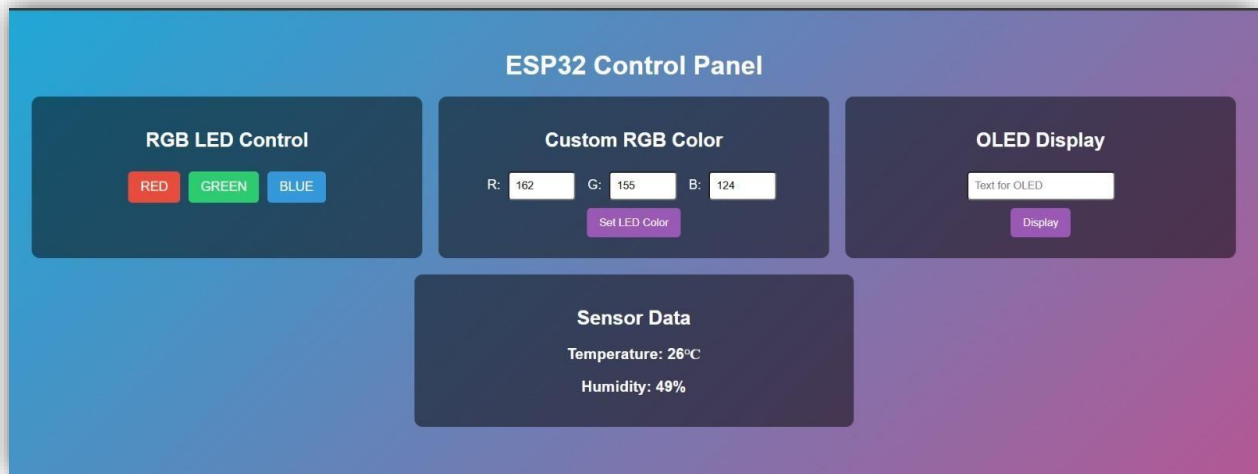 ESP32 Control Panel
RGB LED Control
RED GREEN BLUE
Custom RGB Color
R: 162 G: 155 B: 124
Set LED Color
OLED Display
Text for OLED
Display
Sensor Data
Temperature: 26°C
Humidity: 49%